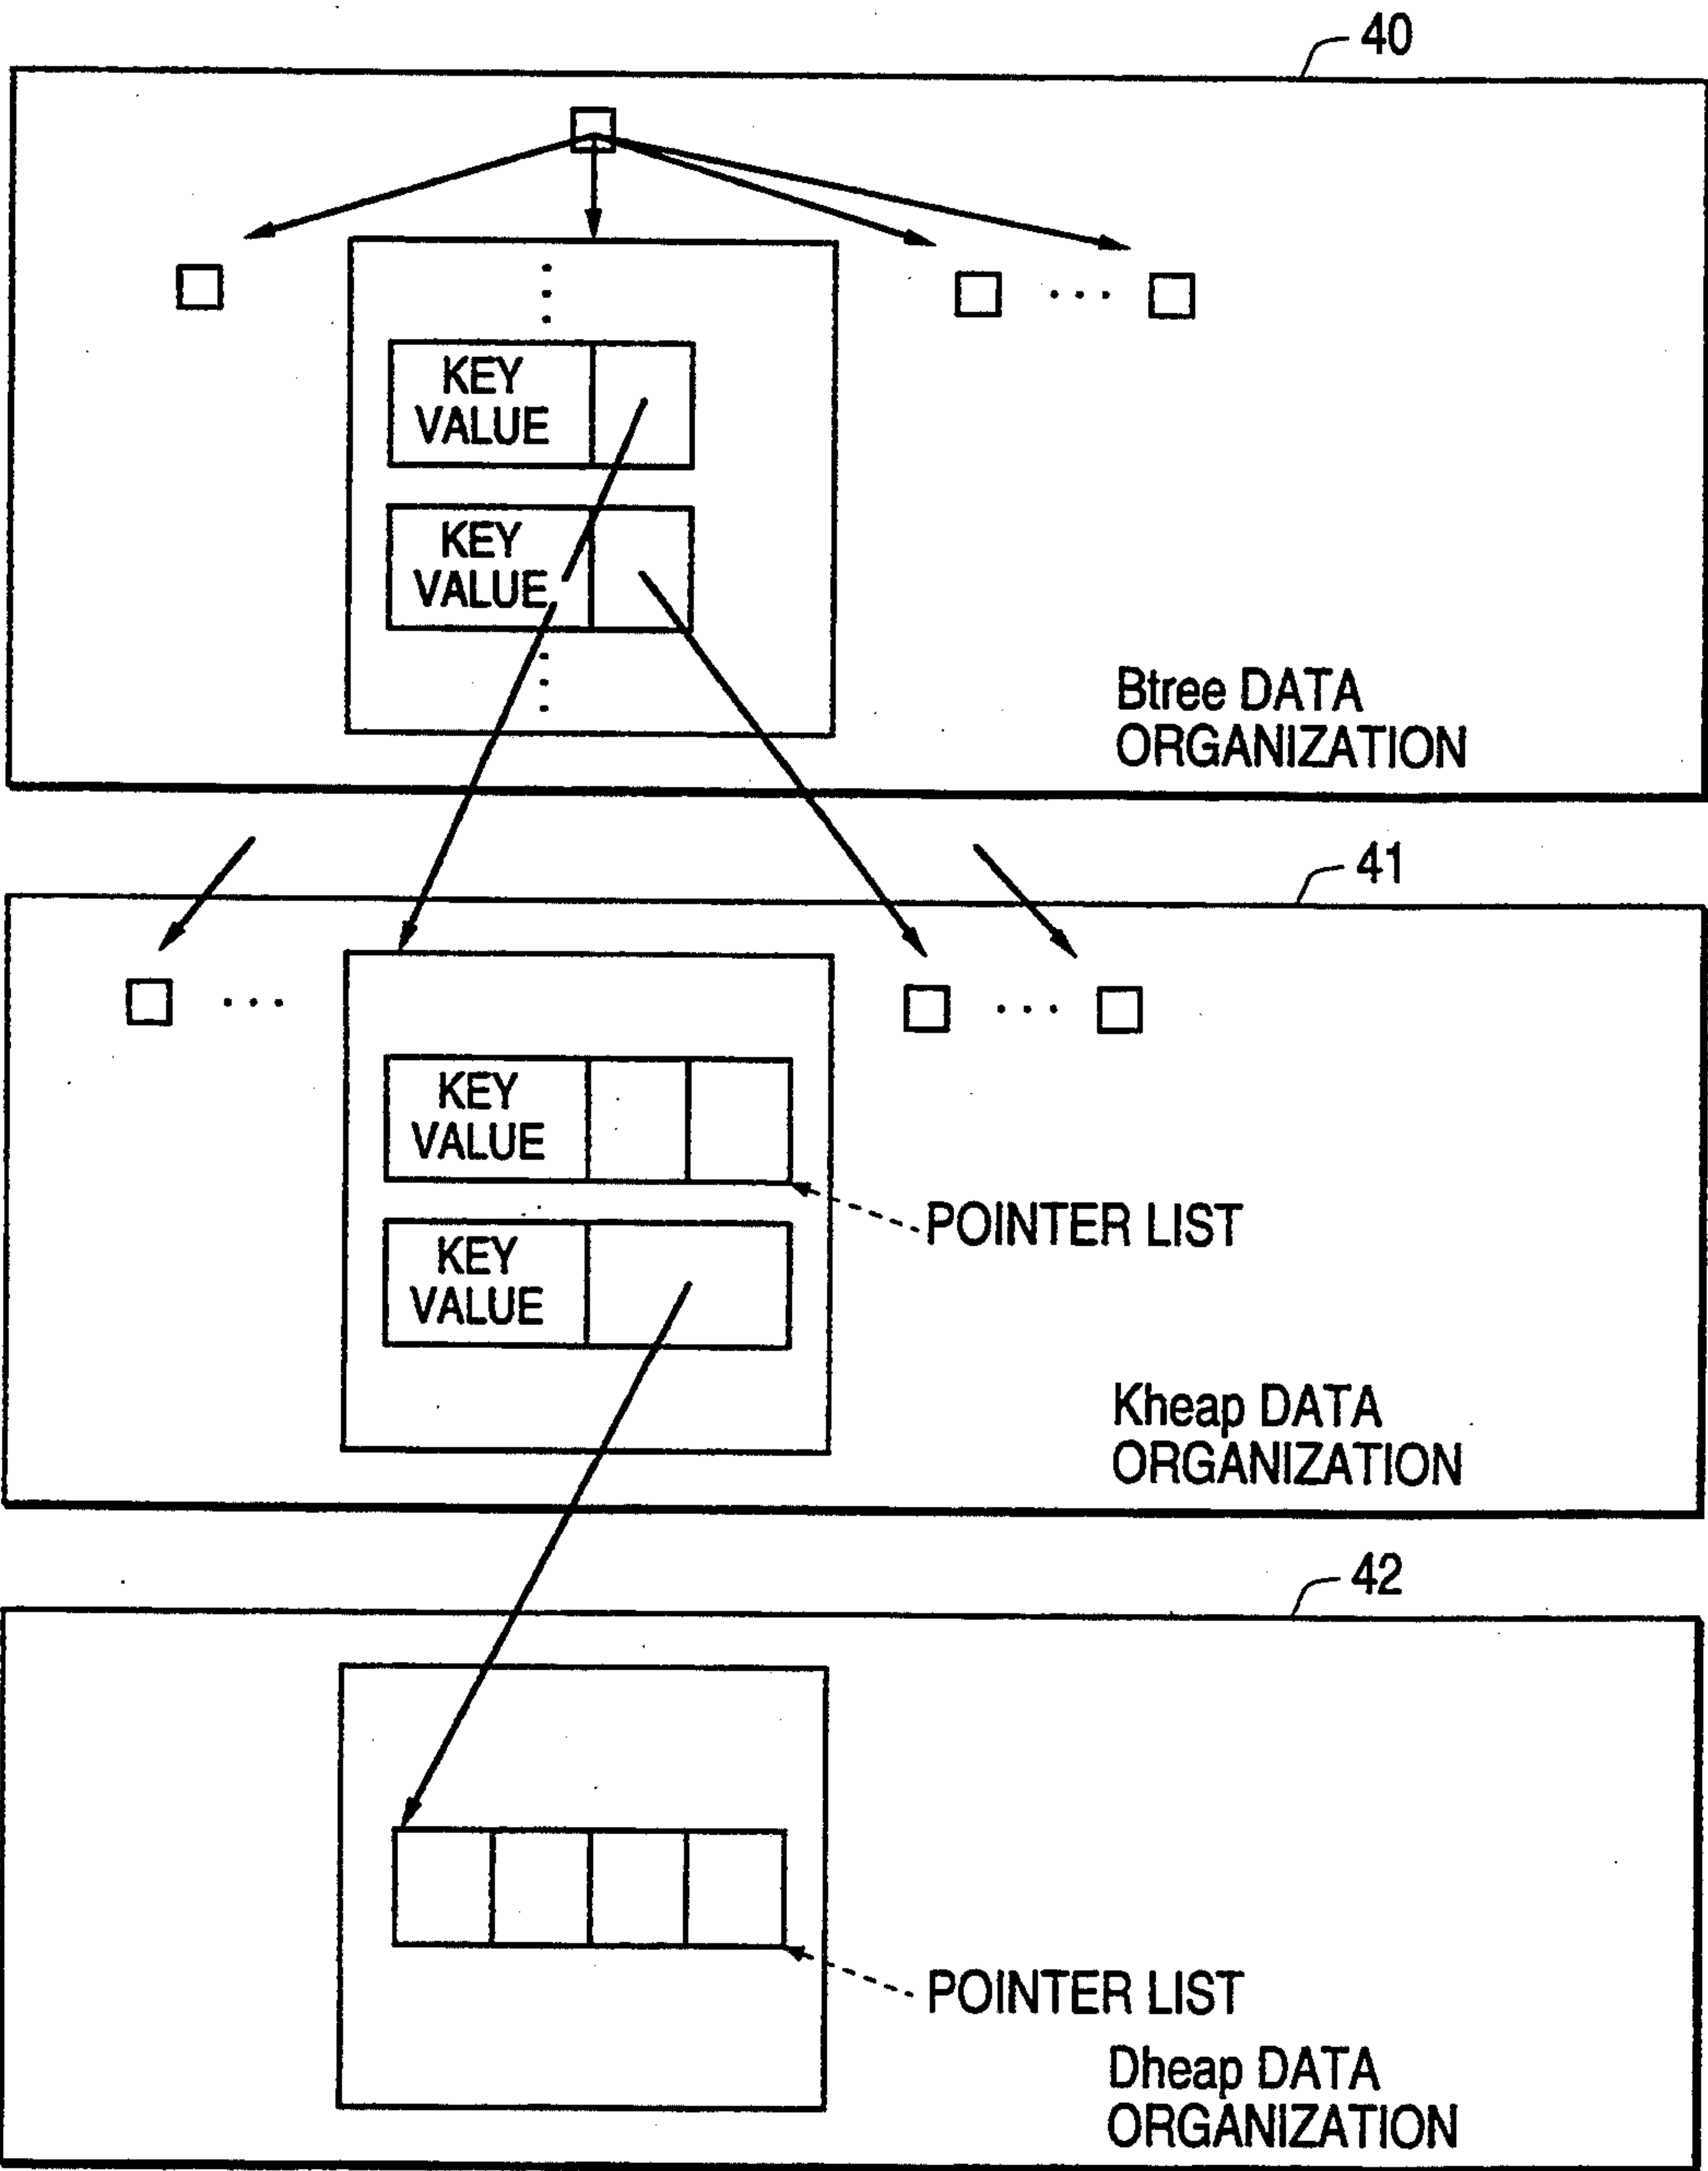 40
KEY
VALUE
KEY
VALUE
Btree DATA
ORGANIZATION
41
KEY
VALUE
POINTER LIST
KEY
VALUE
Kheap DATA
ORGANIZATION
42
POINTER LIST
Dheap DATA
ORGANIZATION